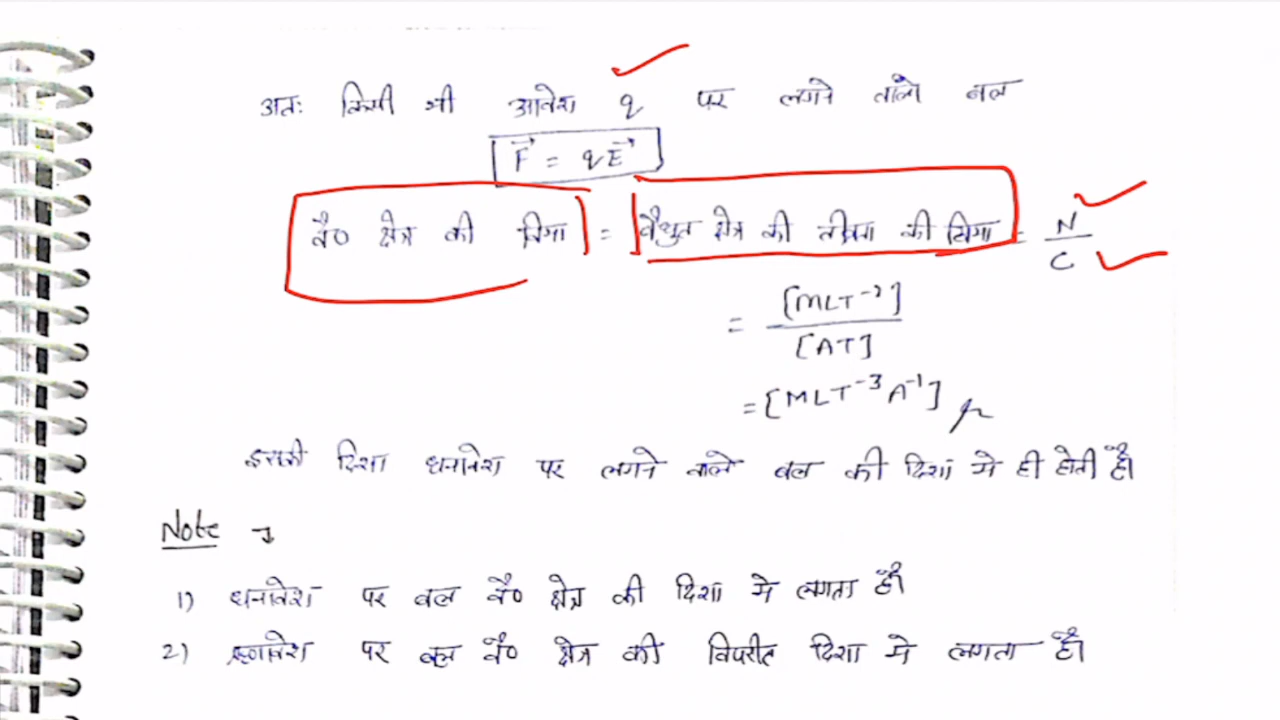 अतः किसी भी आवेश q पर लगने वाले बल
F⃗ = qE⃗
वै० क्षेत्र की विमा = वैधुत क्षेत्र की तीव्रता की विमा = N/C
= [MLT⁻²]/[AT]
= [MLT⁻³A⁻¹]
इसकी दिशा धनावेश पर लगने वाले बल की दिशा मे ही होती है।
Note →
1) धनावेश पर बल वै० क्षेत्र की दिशा मे लगता है।
2) ऋणावेश पर बल वै० क्षेत्र की विपरीत दिशा मे लगता है।